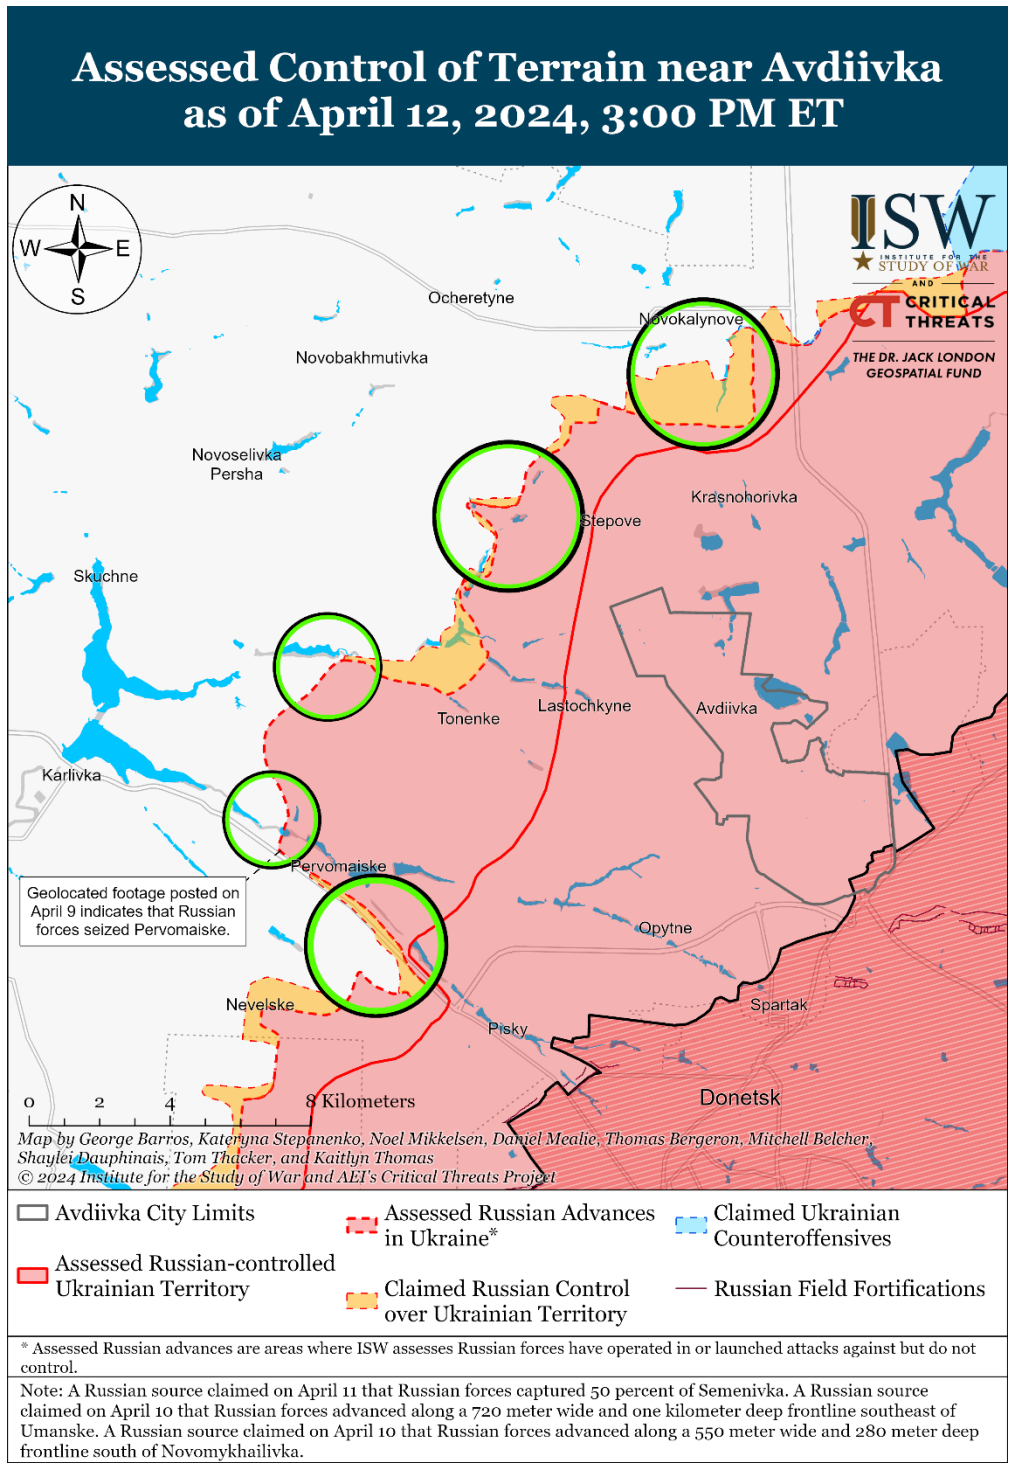 Assessed Control of Terrain near Avdiivka
as of April 12, 2024, 3:00 PM ET
N
W
E
S
ISW
INSTITUTE FOR THE
STUDY OF WAR
AND
CT CRITICAL
THREATS
THE DR. JACK LONDON
GEOSPATIAL FUND
Ocheretyne
Novokalynove
Novobakhmutivka
Novoselivka
Persha
Krasnohorivka
Stepove
Skuchne
Lastochkyne
Avdiivka
Tonenke
Karlivka
Pervomaiske
Geolocated footage posted on
April 9 indicates that Russian
forces seized Pervomaiske.
Opytne
Nevelske
Spartak
Pisky
Donetsk
0 2 4 8 Kilometers
Map by George Barros, Kateryna Stepanenko, Noel Mikkelsen, Daniel Mealie, Thomas Bergeron, Mitchell Belcher,
Shaylei Dauphinais, Tom Thacker, and Kaitlyn Thomas
© 2024 Institute for the Study of War and AEI's Critical Threats Project
Avdiivka City Limits
Assessed Russian-controlled
Ukrainian Territory
Assessed Russian Advances
in Ukraine*
Claimed Russian Control
over Ukrainian Territory
Claimed Ukrainian
Counteroffensives
Russian Field Fortifications
* Assessed Russian advances are areas where ISW assesses Russian forces have operated in or launched attacks against but do not
control.
Note: A Russian source claimed on April 11 that Russian forces captured 50 percent of Semenivka. A Russian source
claimed on April 10 that Russian forces advanced along a 720 meter wide and one kilometer deep frontline southeast of
Umanske. A Russian source claimed on April 10 that Russian forces advanced along a 550 meter wide and 280 meter deep
frontline south of Novomykhailivka.